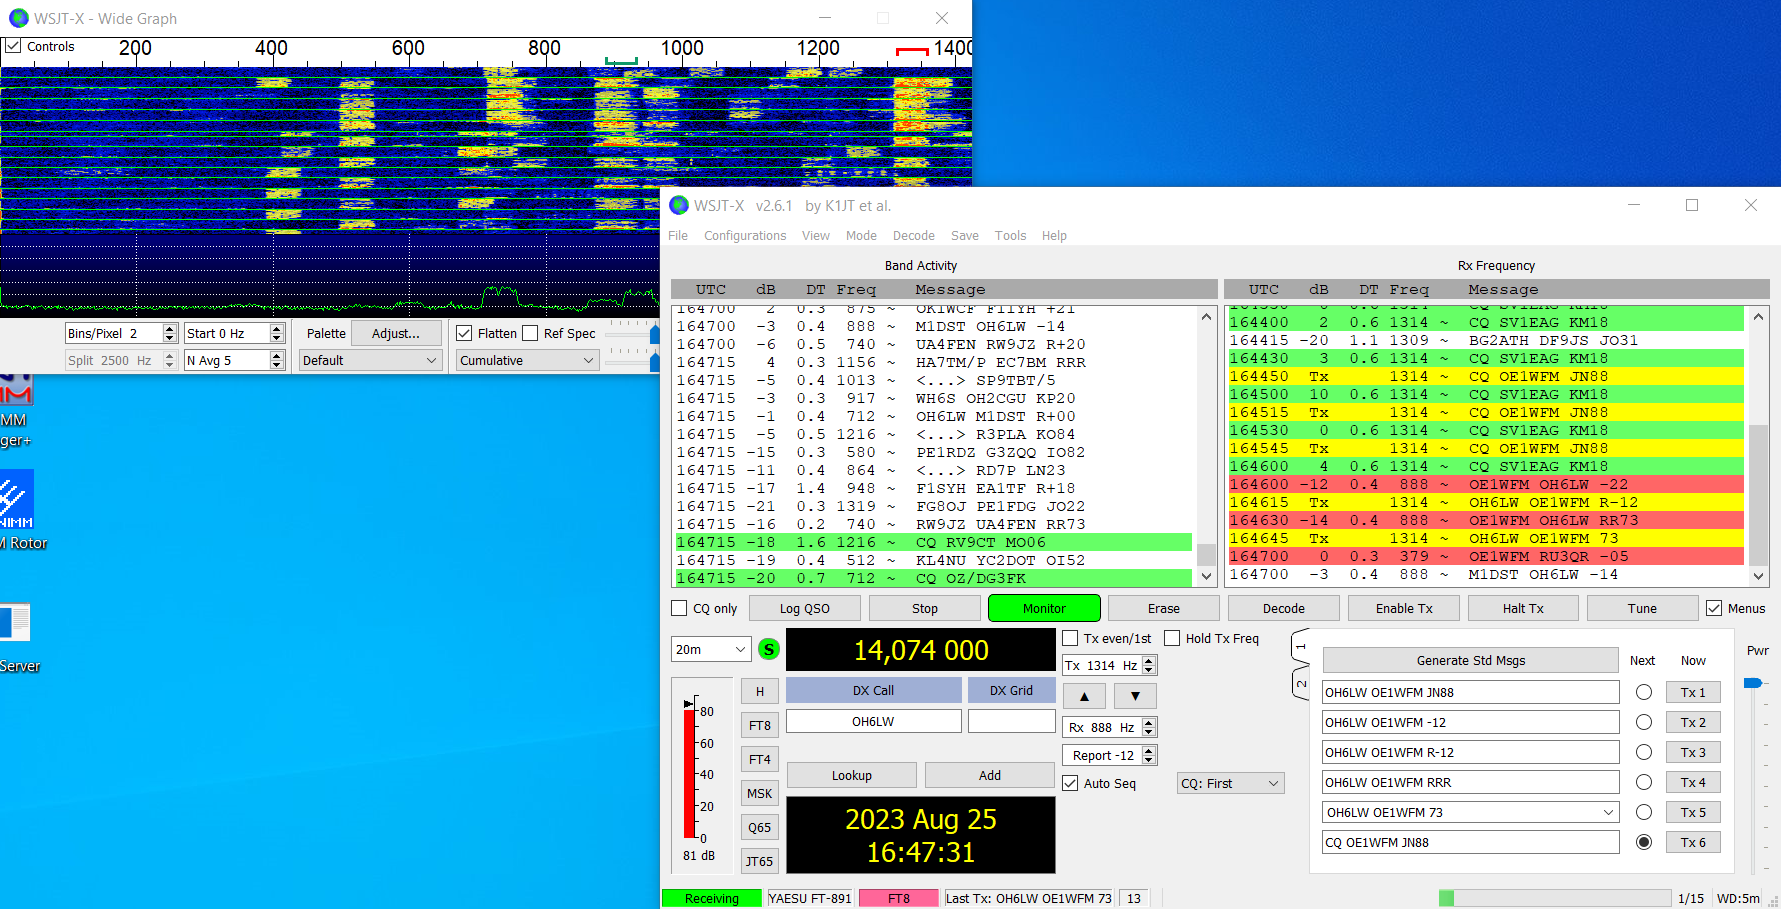 WSJT-X - Wide Graph
Controls 200 400 600 800 1000 1200 1400
Bins/Pixel 2 Start 0 Hz Palette Adjust... Flatten Ref Spec
Split 2500 Hz N Avg 5 Default Cumulative
MM
ger+
NIMM
M Rotor
Server
WSJT-X v2.6.1 by K1JT et al.
File Configurations View Mode Decode Save Tools Help
Band Activity
UTC dB DT Freq Message
164700 2 0.3 875 ~ OK1WCF F1IYH +21
164700 -3 0.4 888 ~ M1DST OH6LW -14
164700 -6 0.5 740 ~ UA4FEN RW9JZ R+20
164715 4 0.3 1156 ~ HA7TM/P EC7BM RRR
164715 -5 0.4 1013 ~ <...> SP9TBT/5
164715 -3 0.3 917 ~ WH6S OH2CGU KP20
164715 -1 0.4 712 ~ OH6LW M1DST R+00
164715 -5 0.5 1216 ~ <...> R3PLA KO84
164715 -15 0.3 580 ~ PE1RDZ G3ZQQ IO82
164715 -11 0.4 864 ~ <...> RD7P LN23
164715 -17 1.4 948 ~ F1SYH EA1TF R+18
164715 -21 0.3 1319 ~ FG8OJ PE1FDG JO22
164715 -16 0.2 740 ~ RW9JZ UA4FEN RR73
164715 -18 1.6 1216 ~ CQ RV9CT MO06
164715 -19 0.4 512 ~ KL4NU YC2DOT OI52
164715 -20 0.7 712 ~ CQ OZ/DG3FK
Rx Frequency
UTC dB DT Freq Message
164400 2 0.6 1314 ~ CQ SV1EAG KM18
164415 -20 1.1 1309 ~ BG2ATH DF9JS JO31
164430 3 0.6 1314 ~ CQ SV1EAG KM18
164450 Tx 1314 ~ CQ OE1WFM JN88
164500 10 0.6 1314 ~ CQ SV1EAG KM18
164515 Tx 1314 ~ CQ OE1WFM JN88
164530 0 0.6 1314 ~ CQ SV1EAG KM18
164545 Tx 1314 ~ CQ OE1WFM JN88
164600 4 0.6 1314 ~ CQ SV1EAG KM18
164600 -12 0.4 888 ~ OE1WFM OH6LW -22
164615 Tx 1314 ~ OH6LW OE1WFM R-12
164630 -14 0.4 888 ~ OE1WFM OH6LW RR73
164645 Tx 1314 ~ OH6LW OE1WFM 73
164700 0 0.3 379 ~ OE1WFM RU3QR -05
164700 -3 0.4 888 ~ M1DST OH6LW -14
CQ only Log QSO Stop Monitor Erase Decode Enable Tx Halt Tx Tune Menus
20m S 14,074 000
H
FT8
FT4
MSK
Q65
JT65
80
60
40
20
0
81 dB
DX Call DX Grid
OH6LW
Lookup Add
2023 Aug 25
16:47:31
Tx even/1st Hold Tx Freq
Tx 1314 Hz
▲ ▼
Rx 888 Hz
Report -12
Auto Seq CQ: First
1
2
Generate Std Msgs Next Now Pwr
OH6LW OE1WFM JN88 Tx 1
OH6LW OE1WFM -12 Tx 2
OH6LW OE1WFM R-12 Tx 3
OH6LW OE1WFM RRR Tx 4
OH6LW OE1WFM 73 Tx 5
CQ OE1WFM JN88 Tx 6
Receiving YAESU FT-891 FT8 Last Tx: OH6LW OE1WFM 73 13 1/15 WD:5m